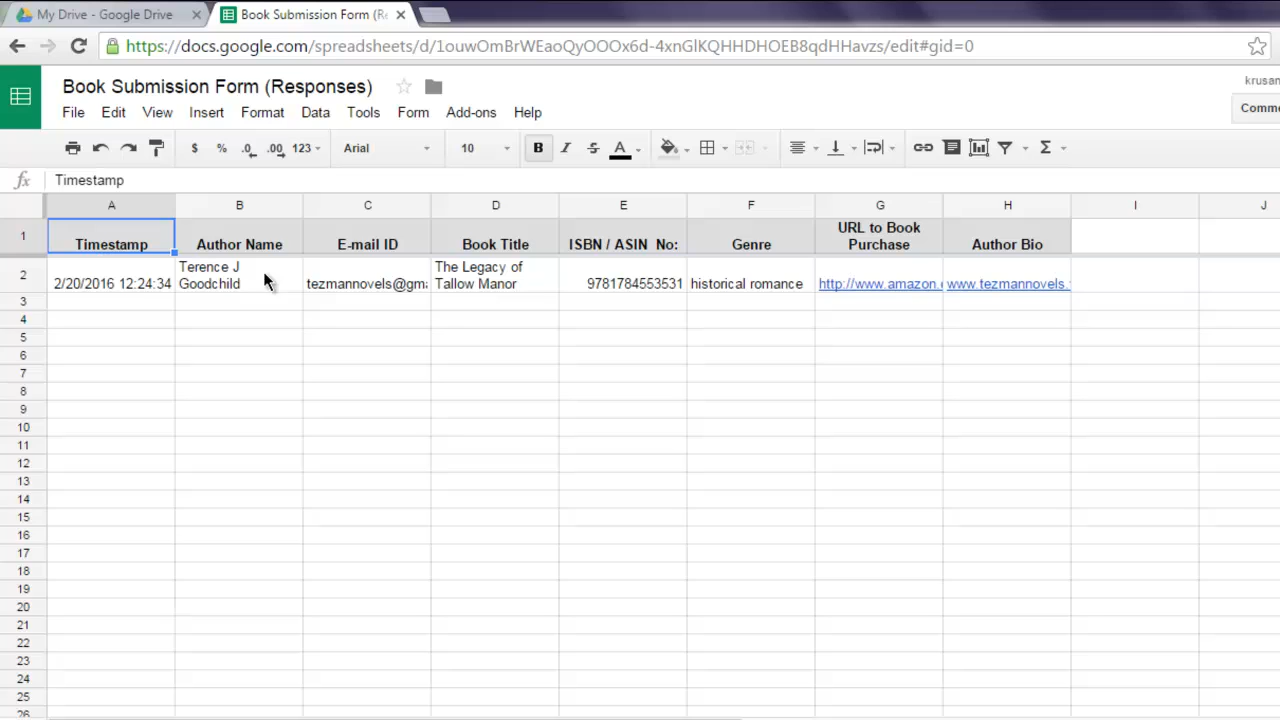 My Drive - Google Drive
Book Submission Form (Re
https://docs.google.com/spreadsheets/d/1ouwOmBrWEaoQyOOOx6d-4xnGlKQHHDHOEB8qdHHavzs/edit#gid=0
Book Submission Form (Responses)
krusan
File Edit View Insert Format Data Tools Form Add-ons Help
Comme
$ % .0 .00 123 Arial 10 B I S A Σ
fx Timestamp
A B C D E F G H I J
1 Timestamp Author Name E-mail ID Book Title ISBN / ASIN No: Genre URL to Book Purchase Author Bio
2 2/20/2016 12:24:34 Terence J Goodchild tezmannovels@gma The Legacy of Tallow Manor 9781784553531 historical romance http://www.amazon. www.tezmannovels.
3
4
5
6
7
8
9
10
11
12
13
14
15
16
17
18
19
20
21
22
23
24
25
26